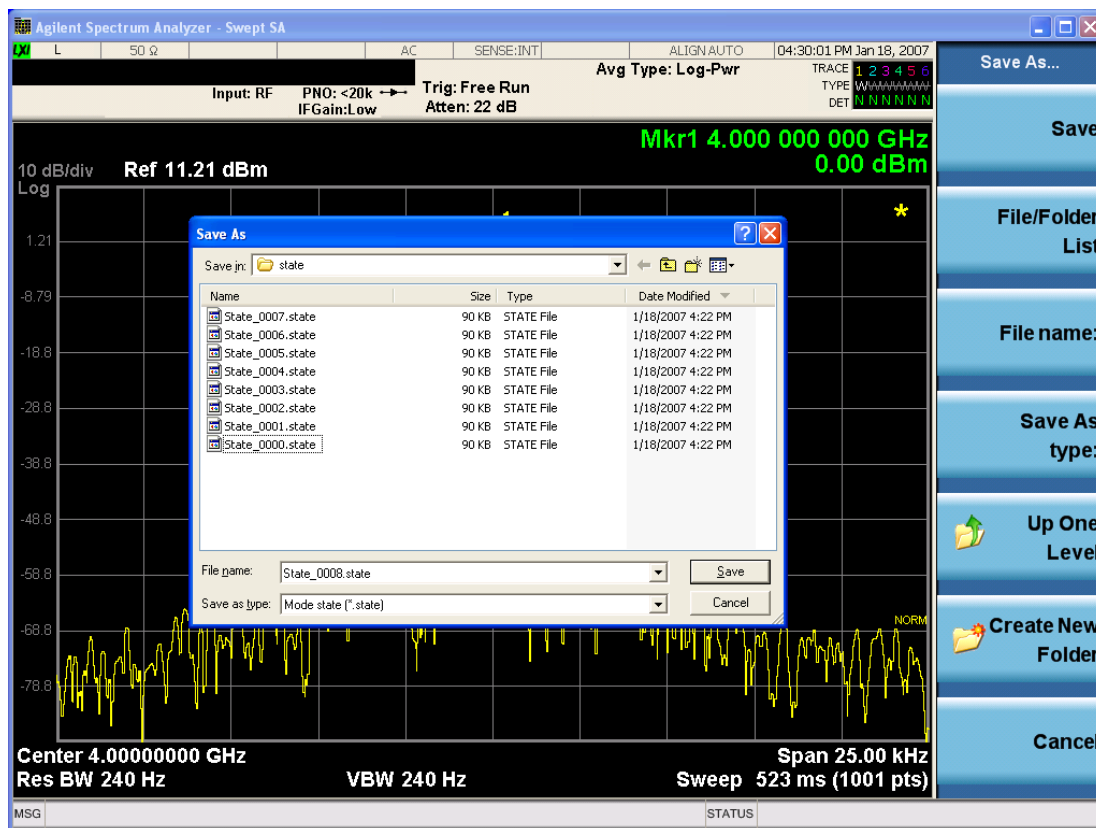 Agilent Spectrum Analyzer - Swept SA
LXI L 50 Ω AC SENSE:INT ALIGN AUTO 04:30:01 PM Jan 18, 2007
Input: RF PNO: <20k Trig: Free Run Avg Type: Log-Pwr TRACE 1 2 3 4 5 6
IFGain:Low Atten: 22 dB TYPE W
DET N N N N N N
Mkr1 4.000 000 000 GHz
0.00 dBm
10 dB/div Ref 11.21 dBm
Log
1.21
-8.79
-18.8
-28.8
-38.8
-48.8
-58.8
-68.8
-78.8
*
1
Save As
Save in: state
Name Size Type Date Modified
State_0007.state 90 KB STATE File 1/18/2007 4:22 PM
State_0006.state 90 KB STATE File 1/18/2007 4:22 PM
State_0005.state 90 KB STATE File 1/18/2007 4:22 PM
State_0004.state 90 KB STATE File 1/18/2007 4:22 PM
State_0003.state 90 KB STATE File 1/18/2007 4:22 PM
State_0002.state 90 KB STATE File 1/18/2007 4:22 PM
State_0001.state 90 KB STATE File 1/18/2007 4:22 PM
State_0000.state 90 KB STATE File 1/18/2007 4:22 PM
File name: State_0008.state Save
Save as type: Mode state (*.state) Cancel
NORM
Center 4.00000000 GHz Span 25.00 kHz
Res BW 240 Hz VBW 240 Hz Sweep 523 ms (1001 pts)
MSG STATUS
Save As...
Save
File/Folder
List
File name:
Save As
type:
Up One
Level
Create New
Folder
Cancel